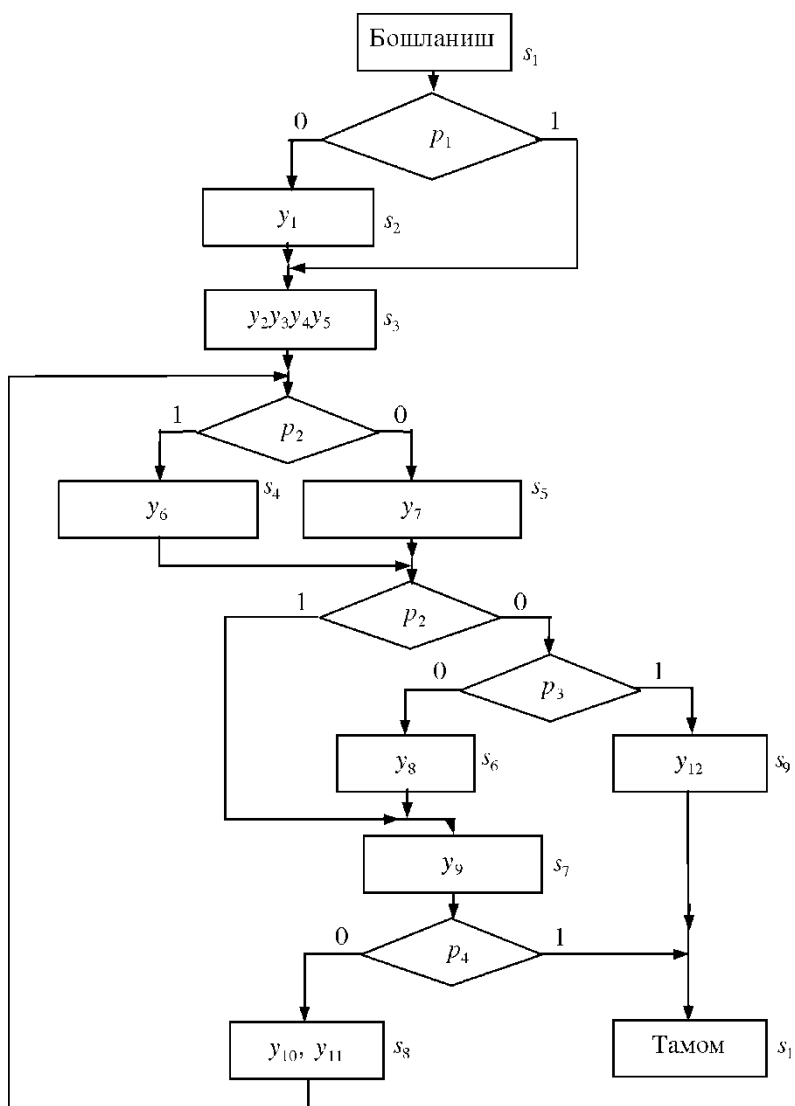 Бошланиш
s₁
0
1
p₁
y₁
s₂
y₂y₃y₄y₅
s₃
1
0
p₂
s₄
s₅
y₆
y₇
1
0
p₂
0
1
p₃
y₈
s₆
y₁₂
s₉
y₉
s₇
0
1
p₄
y₁₀, y₁₁
s₈
Тамом
s₁